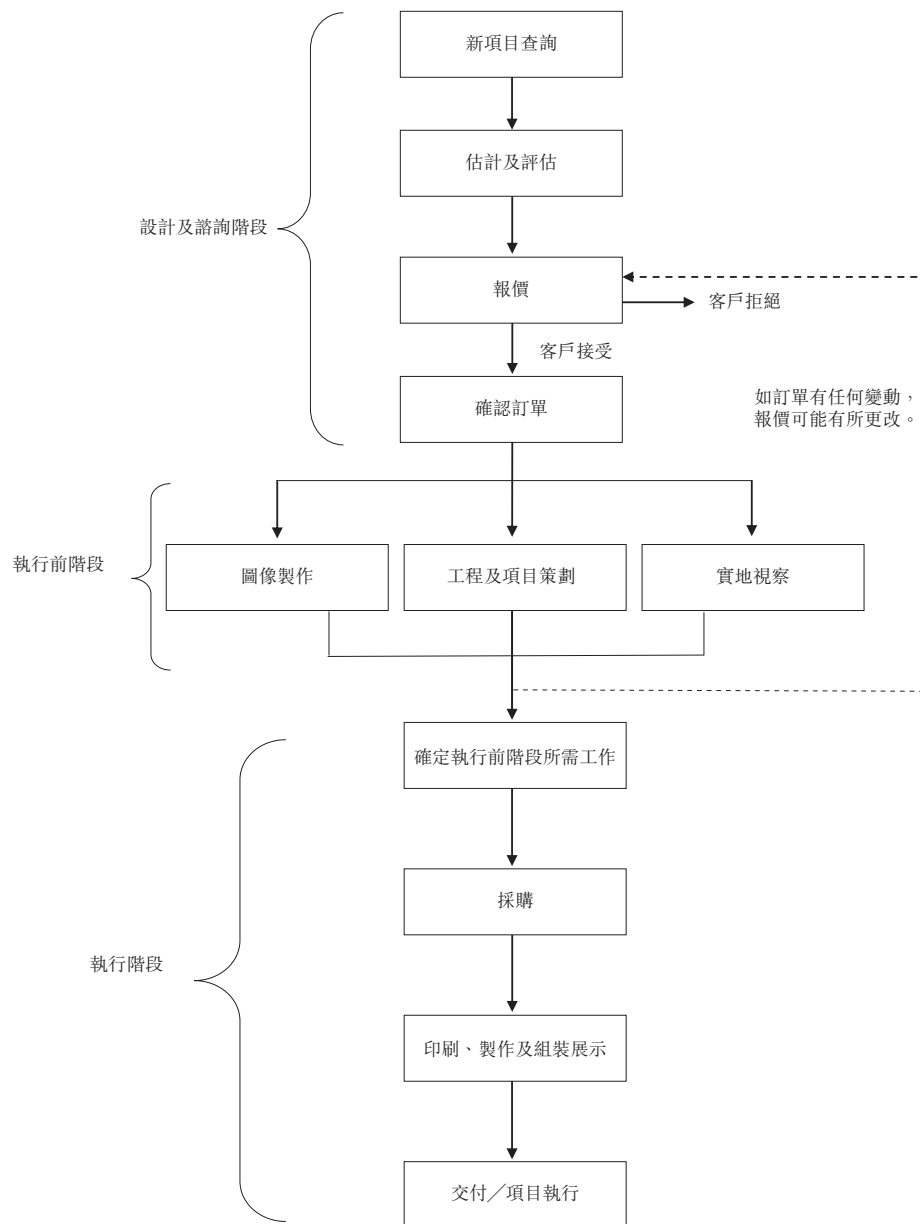 新項目查詢
估計及評估
設計及諮詢階段
報價
客戶拒絕
客戶接受
確認訂單
如訂單有任何變動，
報價可能有所更改。
執行前階段
圖像製作
工程及項目策劃
實地視察
確定執行前階段所需工作
採購
執行階段
印刷、製作及組裝展示
交付╱項目執行